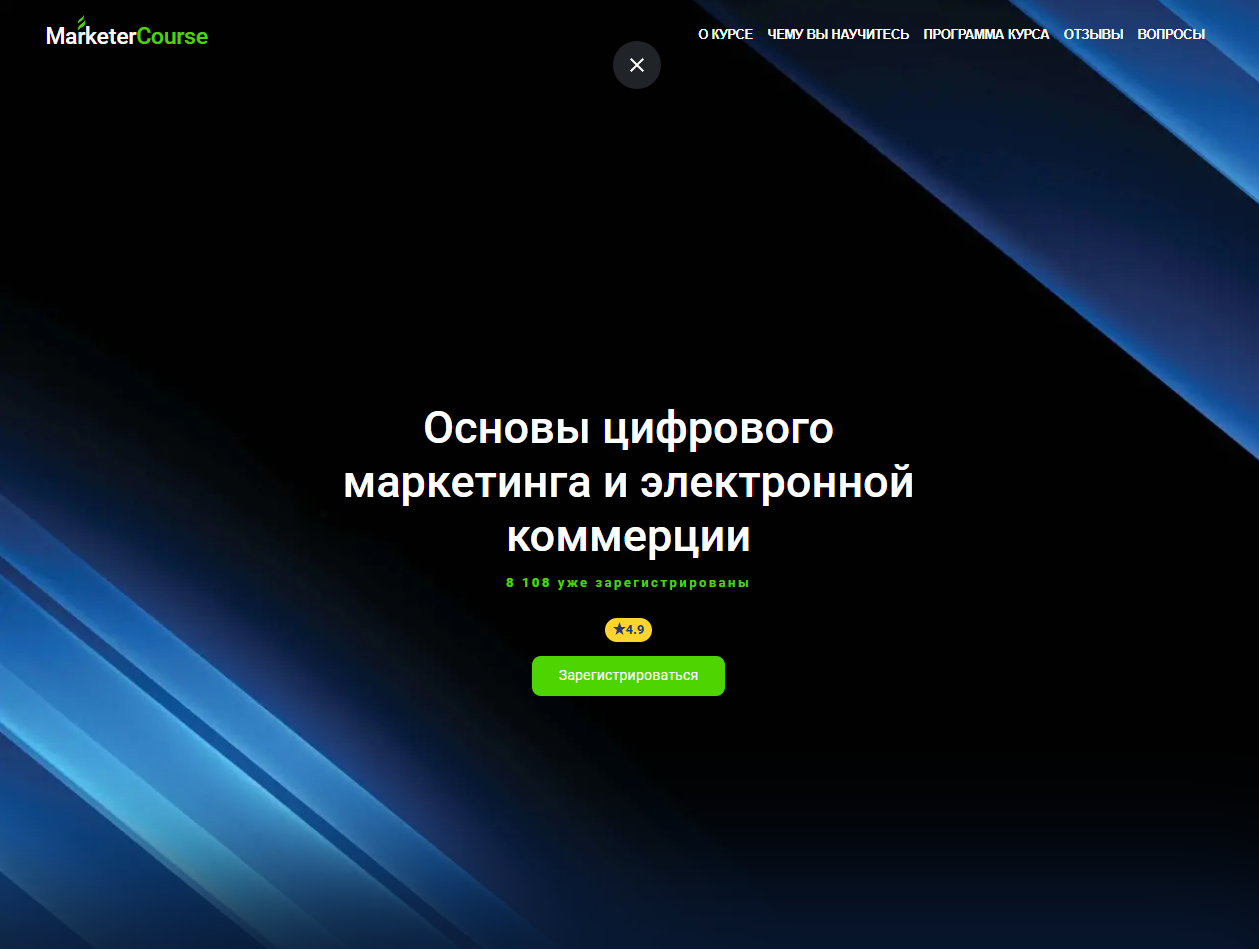 MarketerCourse
О КУРСЕ ЧЕМУ ВЫ НАУЧИТЕСЬ ПРОГРАММА КУРСА ОТЗЫВЫ ВОПРОСЫ
Основы цифрового
маркетинга и электронной
коммерции
8 108 уже зарегистрированы
★4.9
Зарегистрироваться